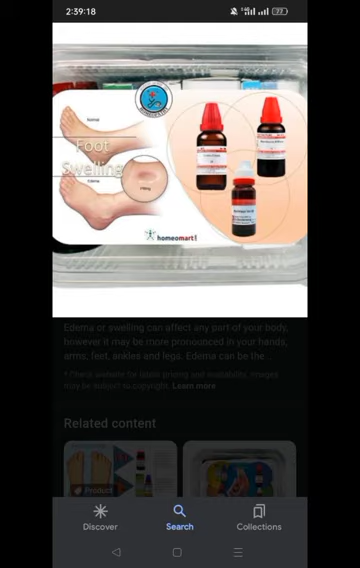 2:39:18
77
Normal
Foot
Swelling
Edema
homeomart
Edema or swelling can affect any part of your body,
however it may be more pronounced in your hands,
arms, feet, ankles and legs. Edema can be the...
* Check website for latest pricing and availability. Images
may be subject to copyright. Learn more
Related content
Product
Discover
Search
Collections